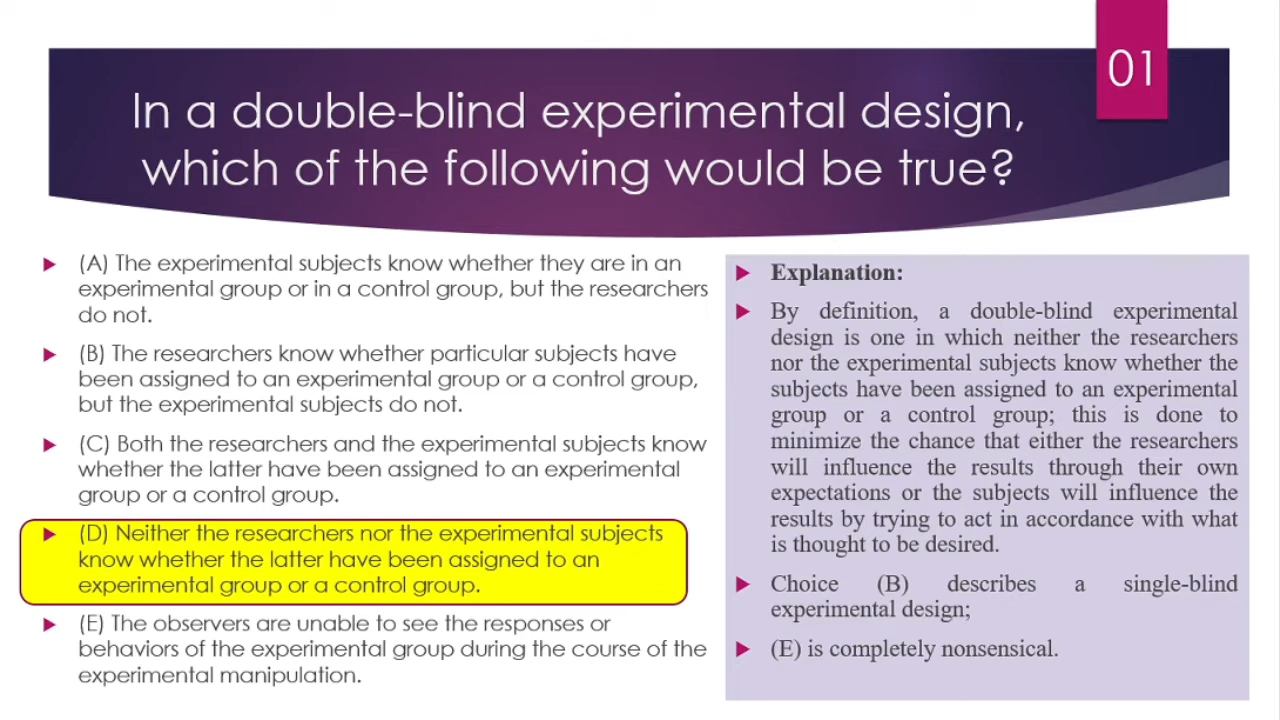 01
In a double-blind experimental design,
which of the following would be true?
(A) The experimental subjects know whether they are in an
experimental group or in a control group, but the researchers
do not.
(B) The researchers know whether particular subjects have
been assigned to an experimental group or a control group,
but the experimental subjects do not.
(C) Both the researchers and the experimental subjects know
whether the latter have been assigned to an experimental
group or a control group.
(D) Neither the researchers nor the experimental subjects
know whether the latter have been assigned to an
experimental group or a control group.
(E) The observers are unable to see the responses or
behaviors of the experimental group during the course of the
experimental manipulation.
Explanation:
By definition, a double-blind experimental
design is one in which neither the researchers
nor the experimental subjects know whether the
subjects have been assigned to an experimental
group or a control group; this is done to
minimize the chance that either the researchers
will influence the results through their own
expectations or the subjects will influence the
results by trying to act in accordance with what
is thought to be desired.
Choice (B) describes a single-blind
experimental design;
(E) is completely nonsensical.